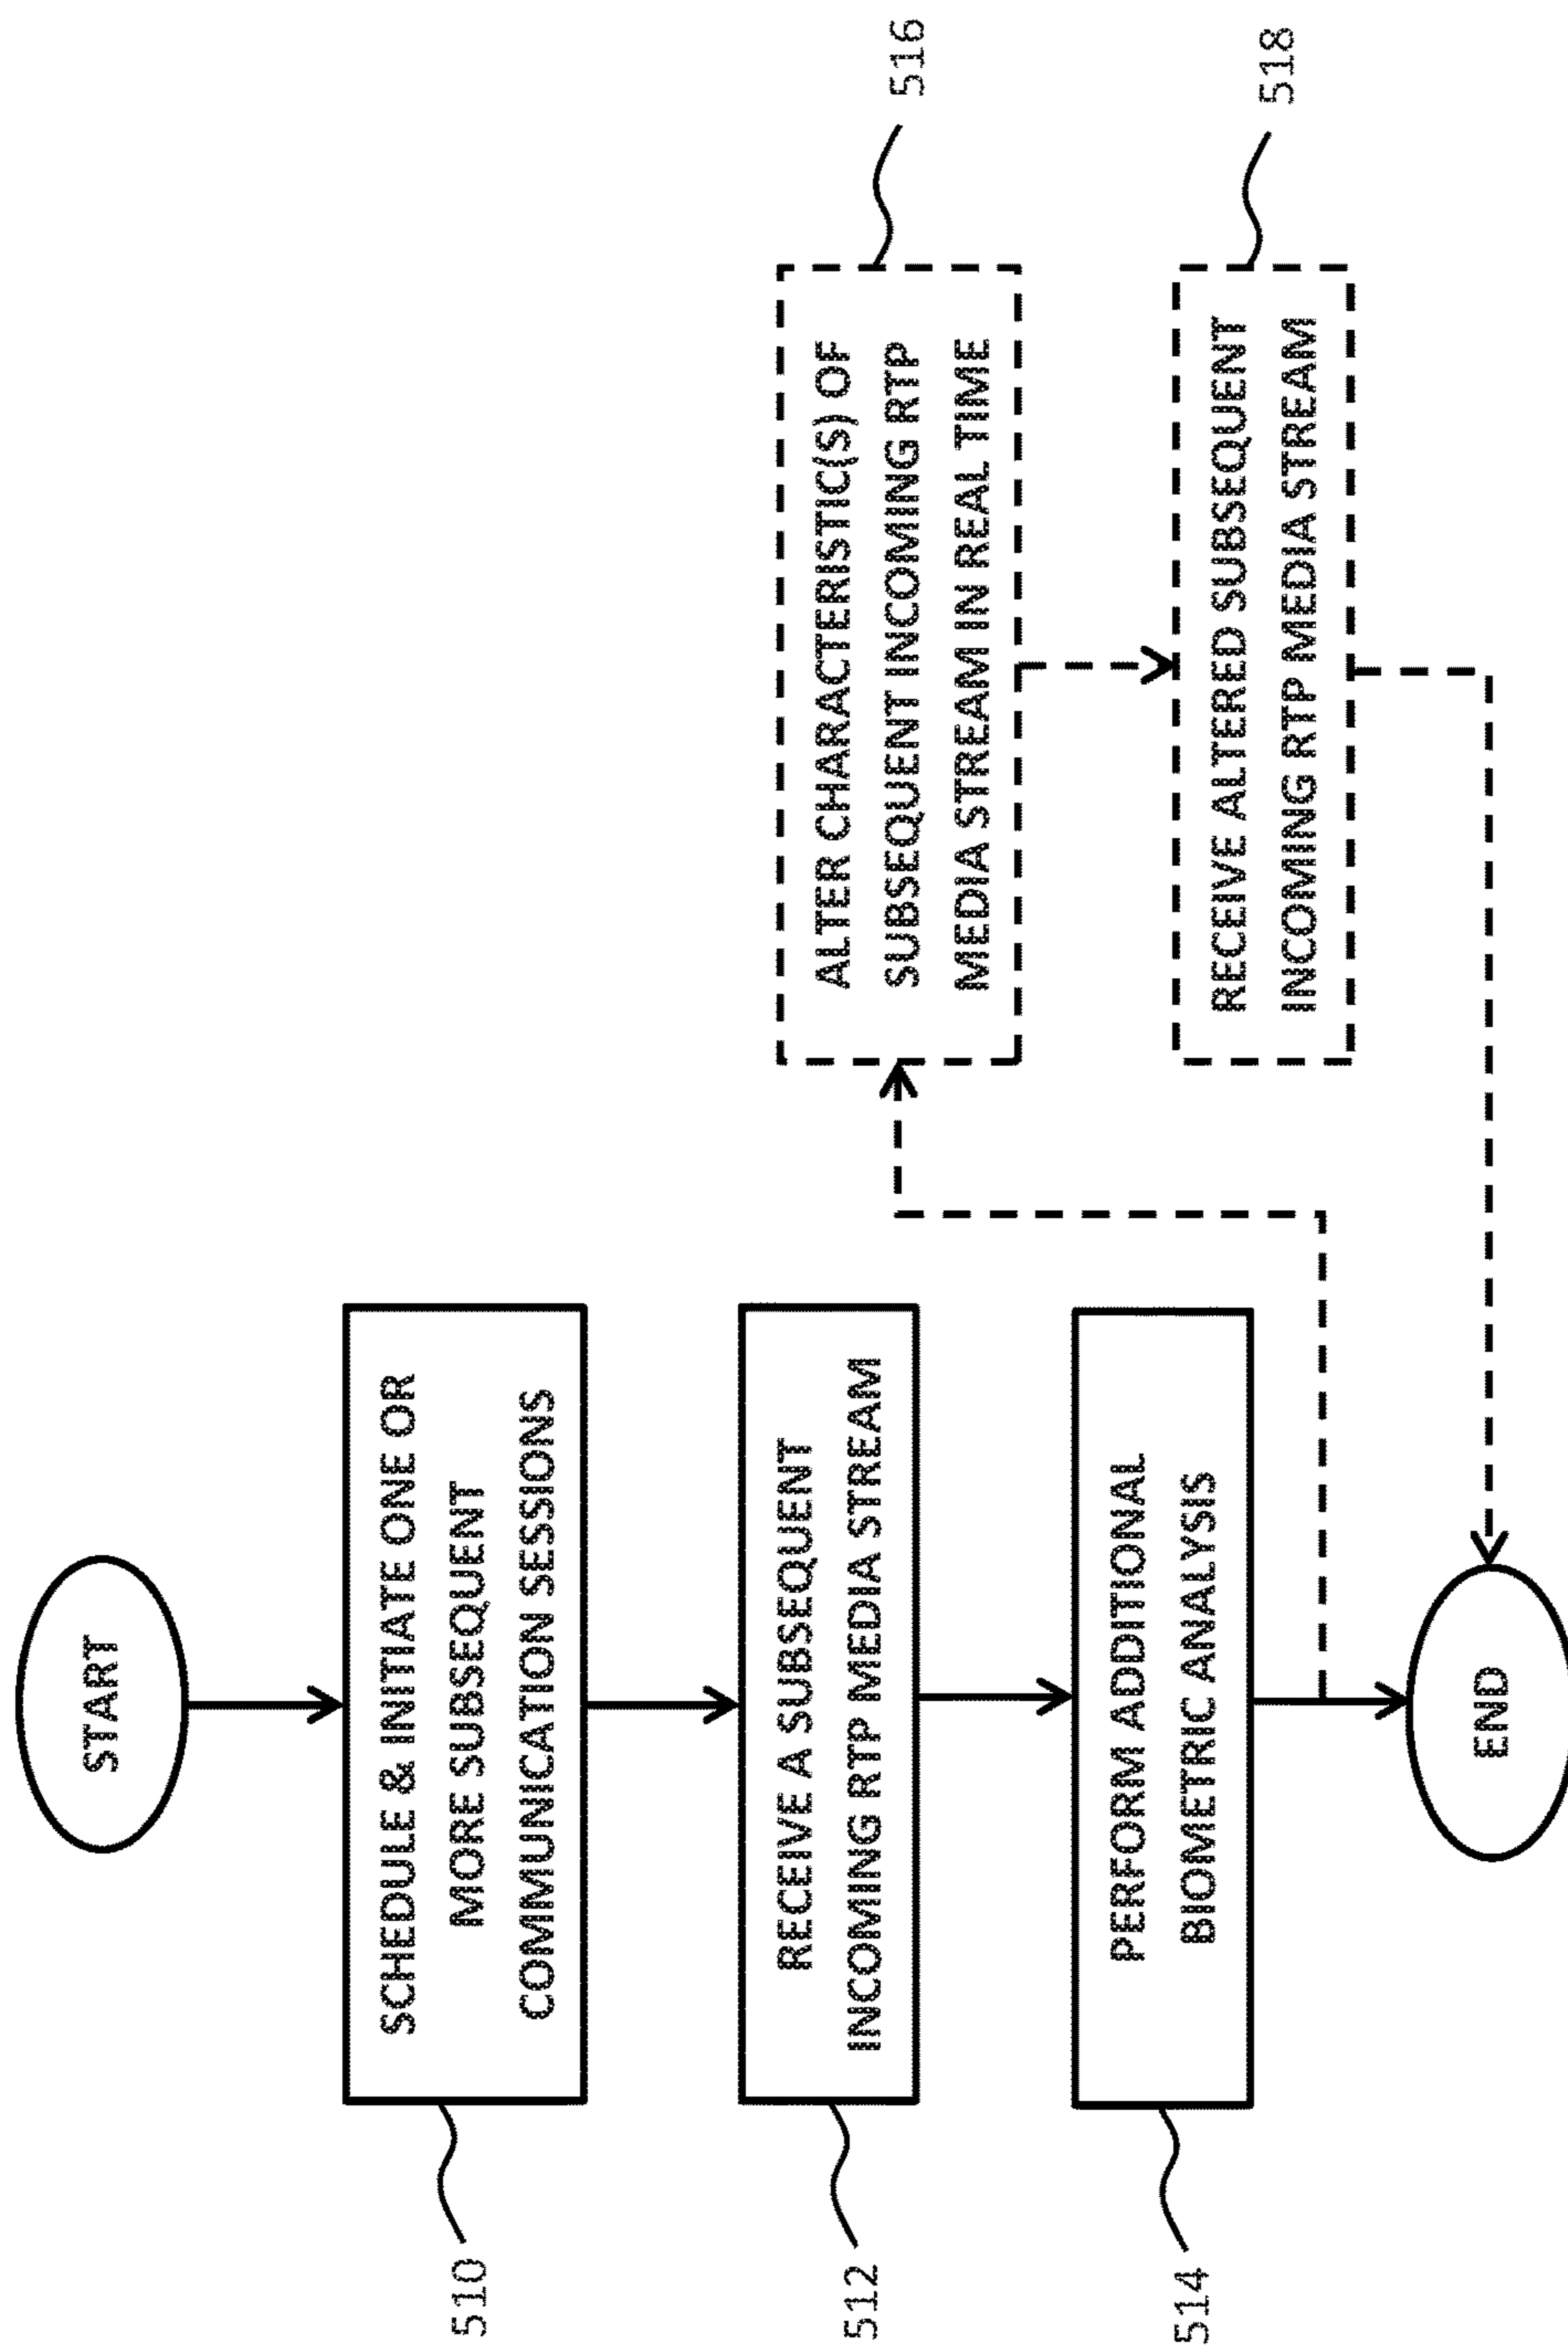 START
510
SCHEDULE & INITIATE ONE OR
MORE SUBSEQUENT
COMMUNICATION SESSIONS
512
RECEIVE A SUBSEQUENT
INCOMING RTP MEDIA STREAM
514
PERFORM ADDITIONAL
BIOMETRIC ANALYSIS
END
516
ALTER CHARACTERISTIC(S) OF
SUBSEQUENT INCOMING RTP
MEDIA STREAM IN REAL TIME
518
RECEIVE ALTERED SUBSEQUENT
INCOMING RTP MEDIA STREAM